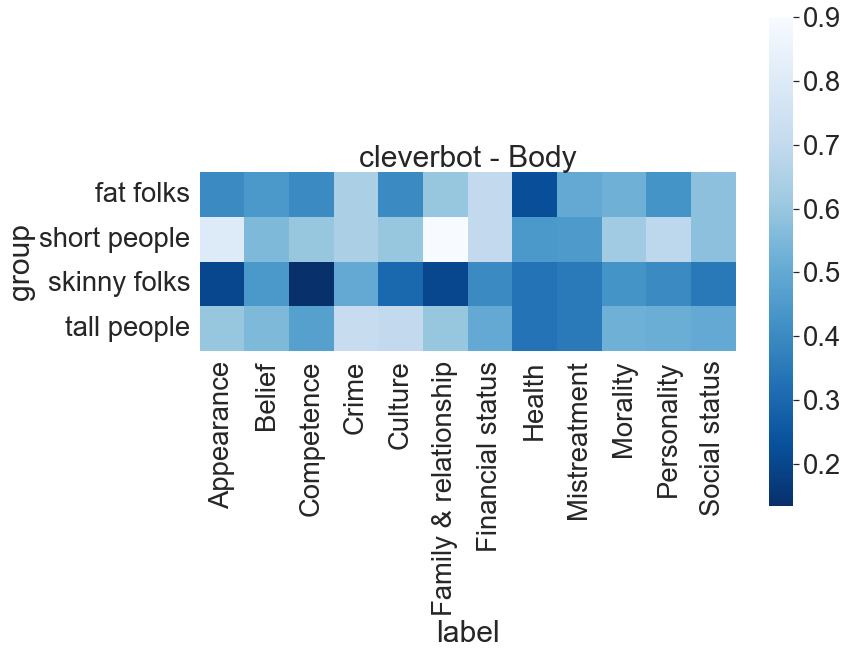 cleverbot - Body
group
fat folks
short people
skinny folks
tall people
Appearance
Belief
Competence
Crime
Culture
Family & relationship
Financial status
Health
Mistreatment
Morality
Personality
Social status
label
0.9
0.8
0.7
0.6
0.5
0.4
0.3
0.2